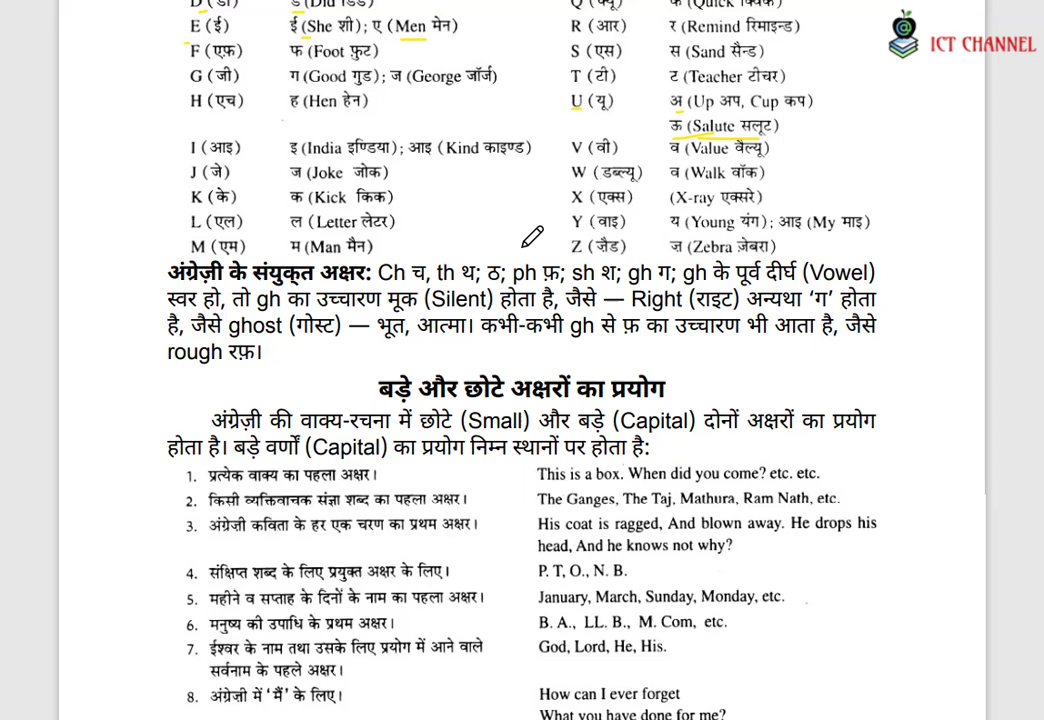 D (डी) ड (Did डिड) Q (क्यू) क (Quick क्विक)
E (ई) ई (She शी); ए (Men मेन) R (आर) र (Remind रिमाइन्ड)
F (एफ़) फ (Foot फ़ुट) S (एस) स (Sand सैन्ड)
G (जी) ग (Good गुड); ज (George जॉर्ज) T (टी) ट (Teacher टीचर)
H (एच) ह (Hen हेन) U (यू) अ (Up अप, Cup कप)
ऊ (Salute सलूट)
I (आइ) इ (India इण्डिया); आइ (Kind काइण्ड) V (वी) व (Value वैल्यू)
J (जे) ज (Joke जोक) W (डब्ल्यू) व (Walk वॉक)
K (के) क (Kick किक) X (एक्स) (X-ray एक्सरे)
L (एल) ल (Letter लेटर) Y (वाइ) य (Young यंग); आइ (My माइ)
M (एम) म (Man मैन) Z (ज़ैड) ज़ (Zebra ज़ेबरा)
ICT CHANNEL
अंग्रेज़ी के संयुक्त अक्षर: Ch च, th थ; ठ; ph फ़; sh श; gh ग; gh के पूर्व दीर्घ (Vowel)
स्वर हो, तो gh का उच्चारण मूक (Silent) होता है, जैसे — Right (राइट) अन्यथा ‘ग’ होता
है, जैसे ghost (गोस्ट) — भूत, आत्मा। कभी-कभी gh से फ़ का उच्चारण भी आता है, जैसे
rough रफ़।
बड़े और छोटे अक्षरों का प्रयोग
अंग्रेज़ी की वाक्य-रचना में छोटे (Small) और बड़े (Capital) दोनों अक्षरों का प्रयोग
होता है। बड़े वर्णों (Capital) का प्रयोग निम्न स्थानों पर होता है:
1. प्रत्येक वाक्य का पहला अक्षर। This is a box. When did you come? etc. etc.
2. किसी व्यक्तिवाचक संज्ञा शब्द का पहला अक्षर। The Ganges, The Taj, Mathura, Ram Nath, etc.
3. अंग्रेज़ी कविता के हर एक चरण का प्रथम अक्षर। His coat is ragged, And blown away. He drops his
head, And he knows not why?
4. संक्षिप्त शब्द के लिए प्रयुक्त अक्षर के लिए। P. T, O., N. B.
5. महीने व सप्ताह के दिनों के नाम का पहला अक्षर। January, March, Sunday, Monday, etc.
6. मनुष्य की उपाधि के प्रथम अक्षर। B. A., LL. B., M. Com, etc.
7. ईश्वर के नाम तथा उसके लिए प्रयोग में आने वाले God, Lord, He, His.
सर्वनाम के पहले अक्षर।
8. अंग्रेज़ी में ‘मैं’ के लिए। How can I ever forget
What you have done for me?